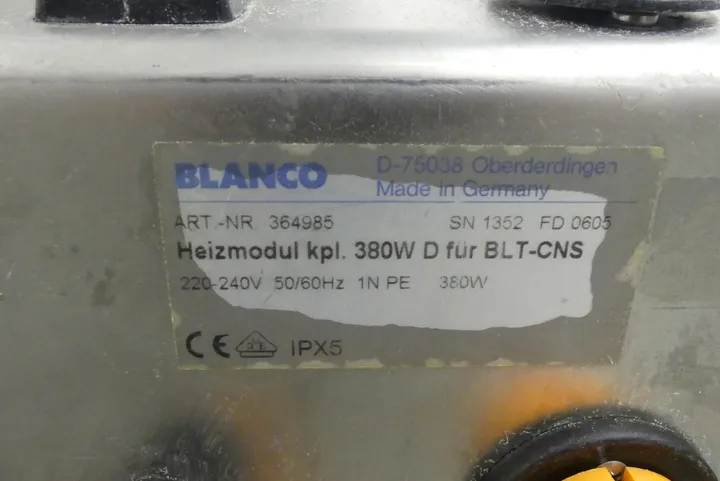 BLANCO
D-75038 Oberderdingen
Made in Germany
ART.-NR 364985 SN 1352 FD 0605
Heizmodul kpl. 380W D für BLT-CNS
220-240V 50/60Hz 1N PE 380W
CE IPX5